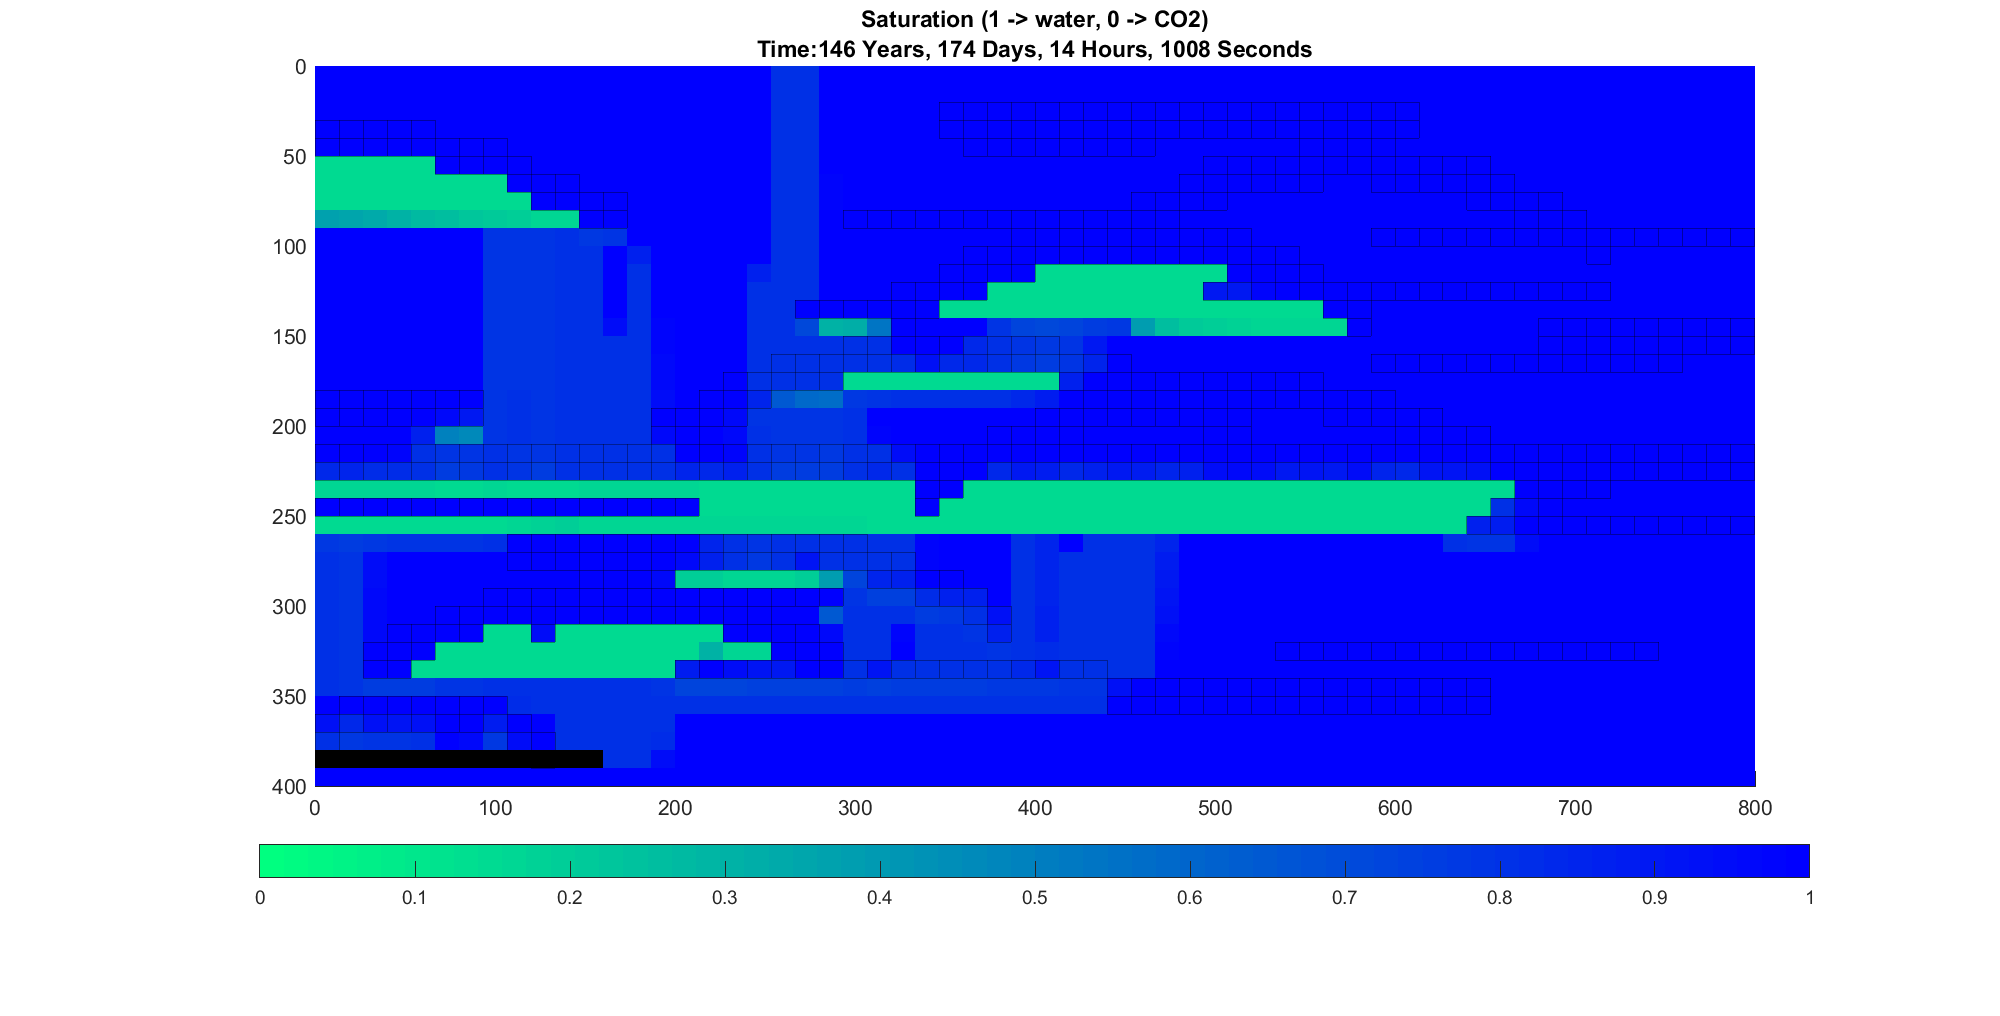 Saturation (1 -> water, 0 -> CO2)
Time:146 Years, 174 Days, 14 Hours, 1008 Seconds
0
50
100
150
200
250
300
350
400
0 100 200 300 400 500 600 700 800
0 0.1 0.2 0.3 0.4 0.5 0.6 0.7 0.8 0.9 1